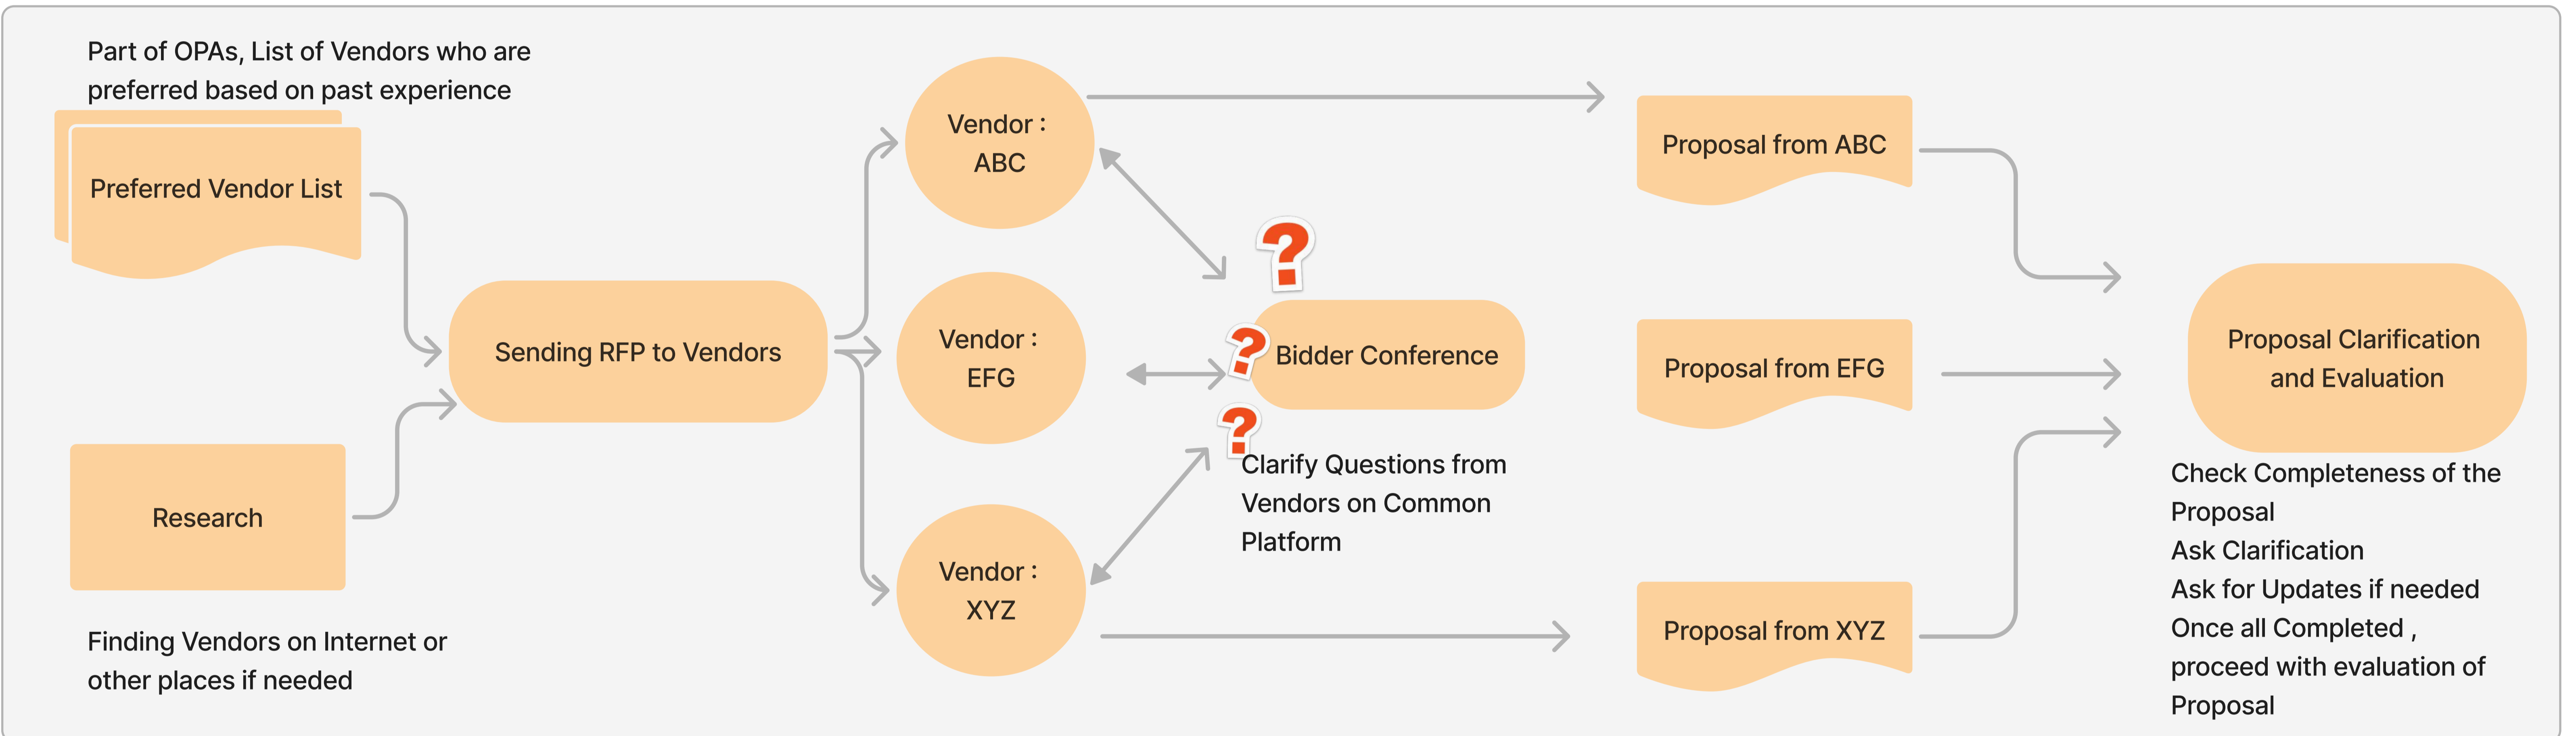 Part of OPAs, List of Vendors who are
preferred based on past experience
Preferred Vendor List
Research
Finding Vendors on Internet or
other places if needed
Sending RFP to Vendors
Vendor :
ABC
Vendor :
EFG
Vendor :
XYZ
?
?
?
Bidder Conference
Clarify Questions from
Vendors on Common
Platform
Proposal from ABC
Proposal from EFG
Proposal from XYZ
Proposal Clarification
and Evaluation
Check Completeness of the
Proposal
Ask Clarification
Ask for Updates if needed
Once all Completed ,
proceed with evaluation of
Proposal